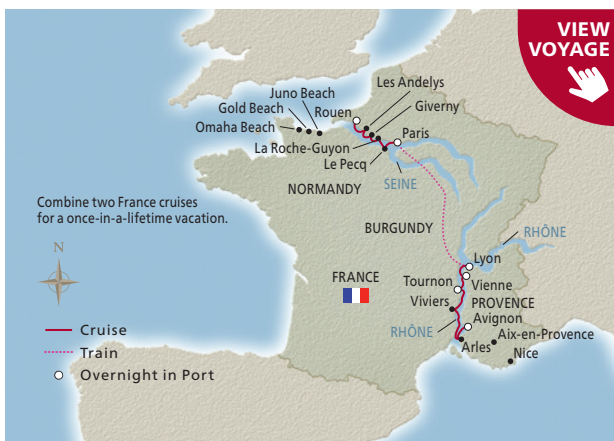 VIEW
VOYAGE
Les Andelys
Juno Beach
Giverny
Gold Beach
Rouen
Omaha Beach
Paris
La Roche-Guyon
Le Pecq
SEINE
NORMANDY
Combine two France cruises
for a once-in-a-lifetime vacation.
BURGUNDY
RHÔNE
N
Lyon
FRANCE
Tournon
Vienne
Viviers
PROVENCE
Avignon
RHÔNE
Aix-en-Provence
Arles
Nice
Cruise
Train
Overnight in Port